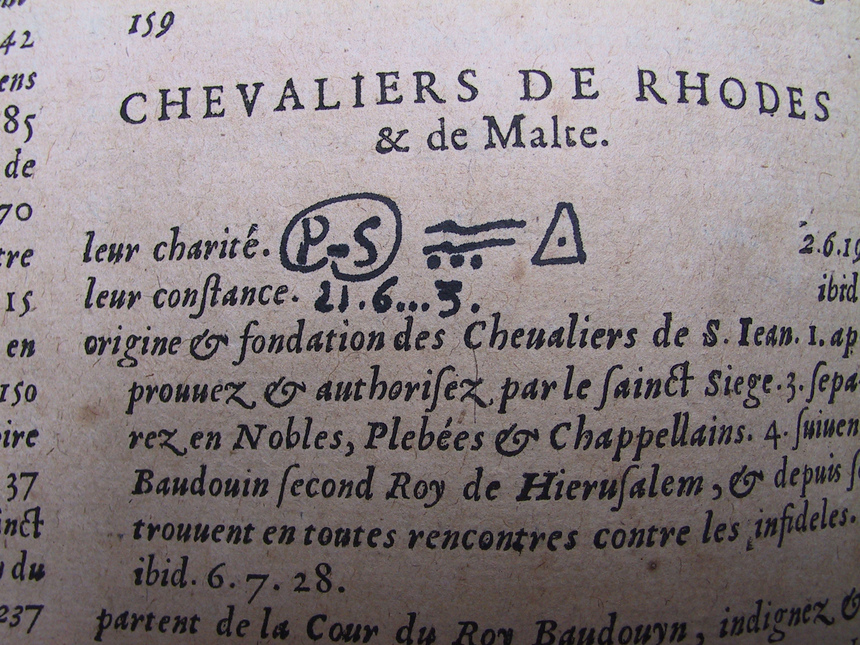 159
42
ens
85
de
70
tre
15
en
150
oire
37
inct
du
237
CHEVALIERS DE RHODES
& de Malte.
leur charité. P-S 2.6.19
leur conſtance. 21.6...3. ibid
origine & fondation des Cheualiers de S. Iean. 1. ap
prouuez & authoriſez par le ſainct Siege. 3. ſepa
rez en Nobles, Plebées & Chappellains. 4. ſuiuen
Baudouin ſecond Roy de Hieruſalem, & depuis ſe
trouuent en toutes rencontres contre les infideles.
ibid. 6. 7. 28.
partent de la Cour du Roy Baudouyn, indignez &